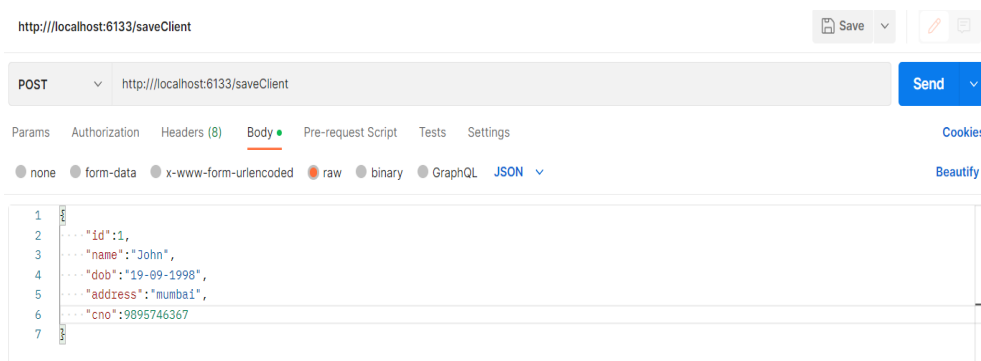 http:///localhost:6133/saveClient Save
POST http:///localhost:6133/saveClient Send
Params Authorization Headers (8) Body Pre-request Script Tests Settings Cookies
none form-data x-www-form-urlencoded raw binary GraphQL JSON Beautify
1 {
2 "id":1,
3 "name":"John",
4 "dob":"19-09-1998",
5 "address":"mumbai",
6 "cno":9895746367
7 }